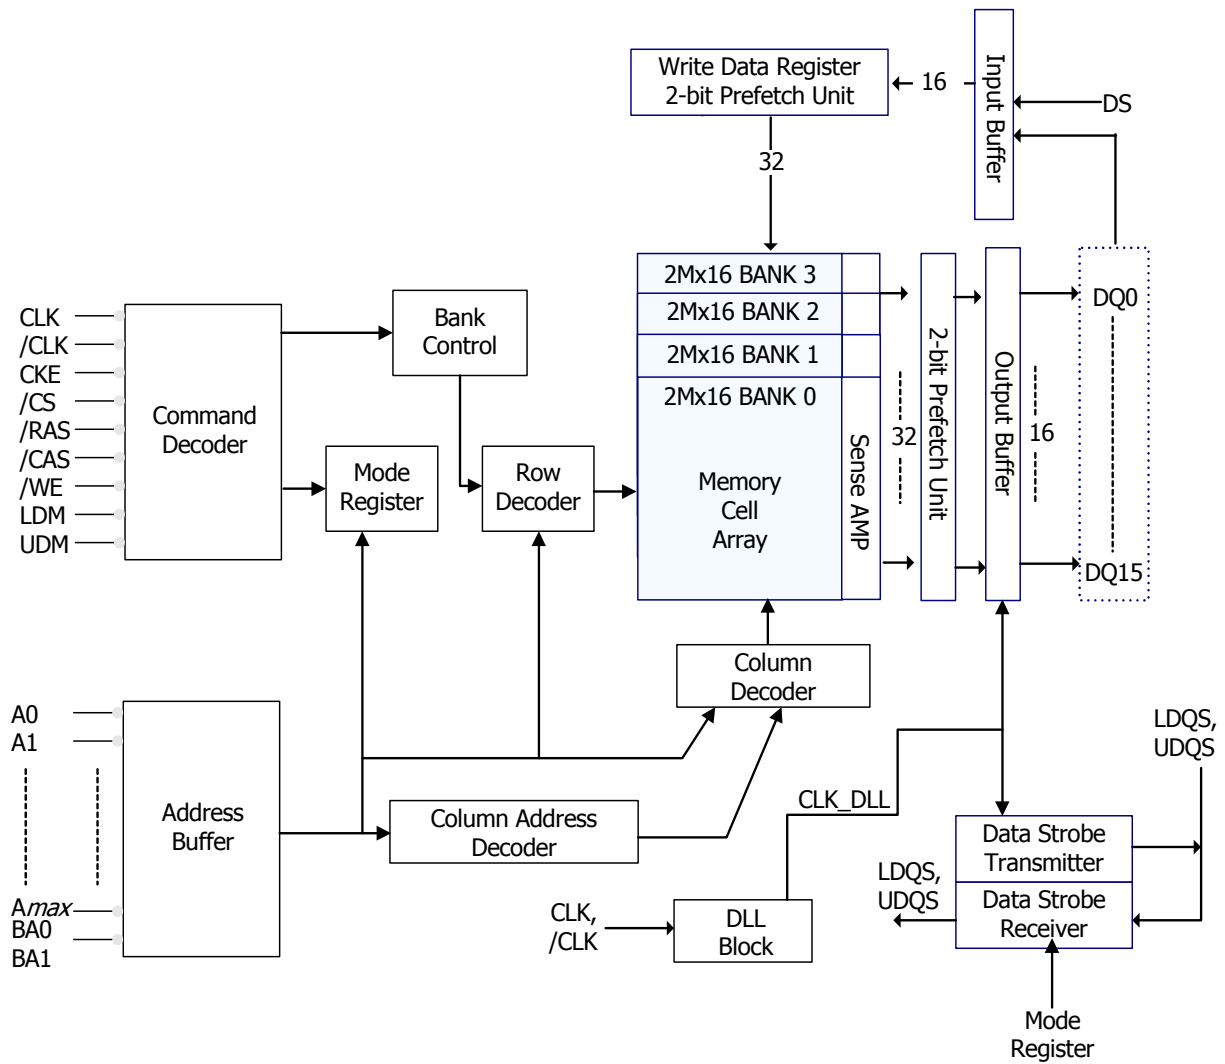 Write Data Register
2-bit Prefetch Unit
16
Input Buffer
DS
32
2Mx16 BANK 3
2Mx16 BANK 2
2Mx16 BANK 1
2Mx16 BANK 0
Memory
Cell
Array
Sense AMP
32
2-bit Prefetch Unit
Output Buffer
16
DQ0
DQ15
CLK
/CLK
CKE
/CS
/RAS
/CAS
/WE
LDM
UDM
Command
Decoder
Bank
Control
Mode
Register
Row
Decoder
Column
Decoder
A0
A1
Amax
BA0
BA1
Address
Buffer
Column Address
Decoder
CLK_DLL
CLK,
/CLK
DLL
Block
LDQS,
UDQS
Data Strobe
Transmitter
Data Strobe
Receiver
LDQS,
UDQS
Mode
Register